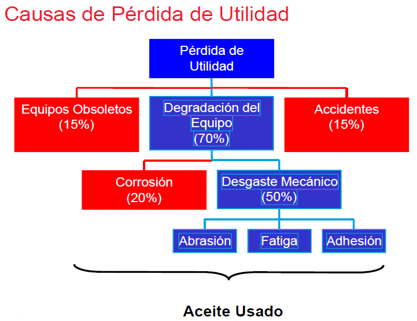 Causas de Pérdida de Utilidad
Pérdida de
Utilidad
Equipos Obsoletos
(15%)
Degradación del
Equipo
(70%)
Accidentes
(15%)
Corrosión
(20%)
Desgaste Mecánico
(50%)
Abrasión
Fatiga
Adhesión
Aceite Usado